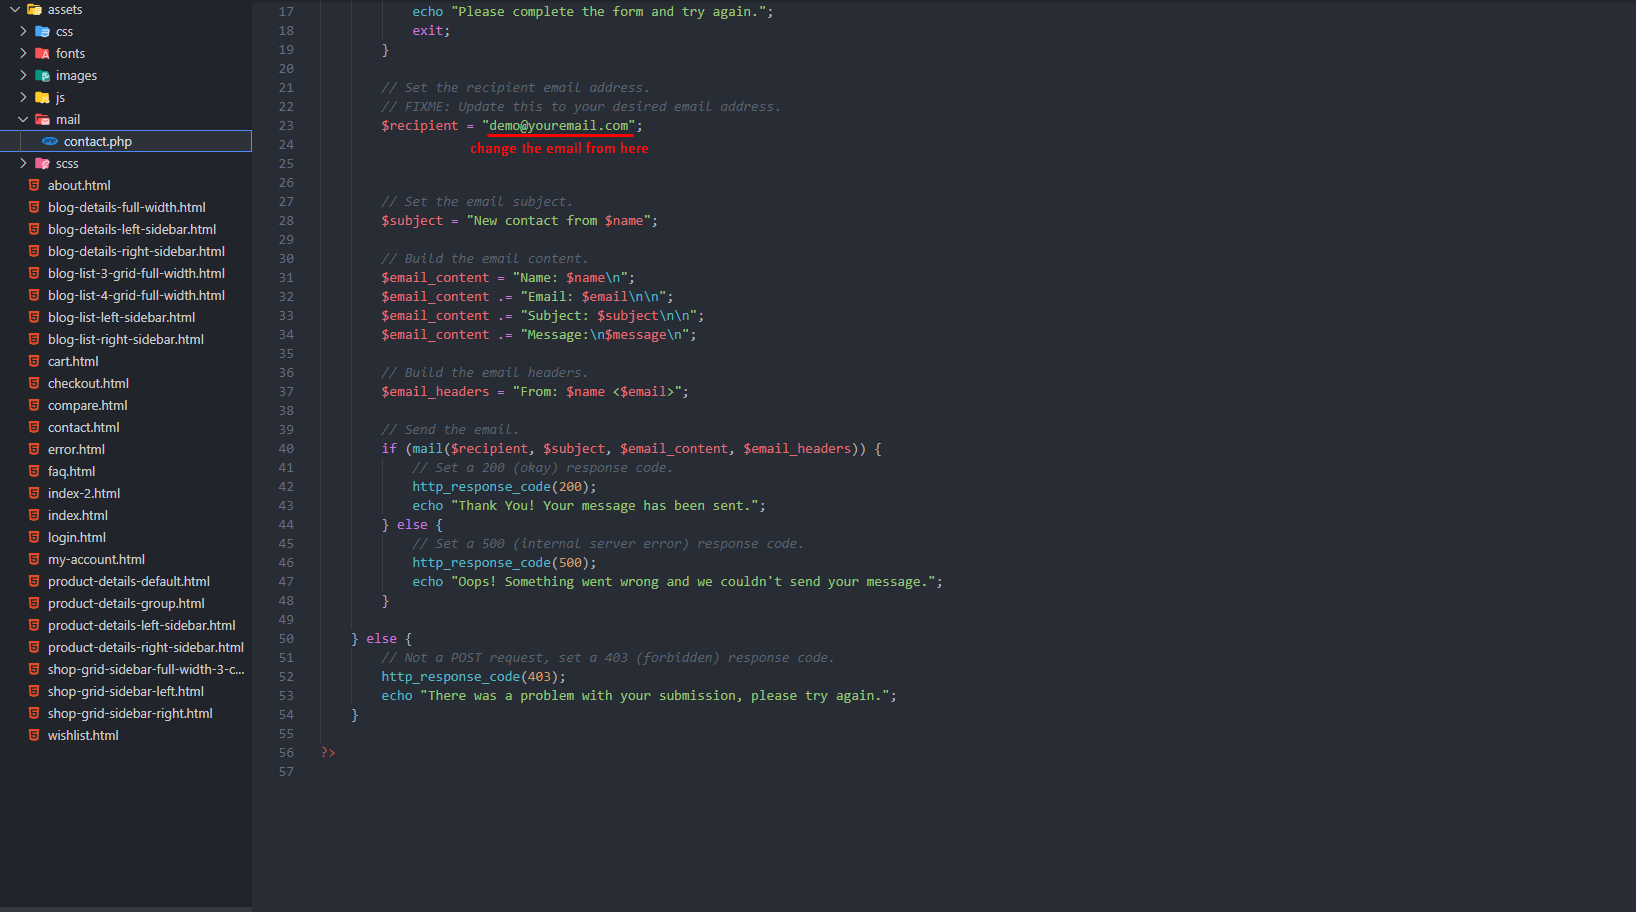 assets
css
fonts
images
js
mail
contact.php
scss
about.html
blog-details-full-width.html
blog-details-left-sidebar.html
blog-details-right-sidebar.html
blog-list-3-grid-full-width.html
blog-list-4-grid-full-width.html
blog-list-left-sidebar.html
blog-list-right-sidebar.html
cart.html
checkout.html
compare.html
contact.html
error.html
faq.html
index-2.html
index.html
login.html
my-account.html
product-details-default.html
product-details-group.html
product-details-left-sidebar.html
product-details-right-sidebar.html
shop-grid-sidebar-full-width-3-c...
shop-grid-sidebar-left.html
shop-grid-sidebar-right.html
wishlist.html
17 echo "Please complete the form and try again.";
18 exit;
19 }
20
21 // Set the recipient email address.
22 // FIXME: Update this to your desired email address.
23 $recipient = "demo@youremail.com";
24 change the email from here
25
26
27 // Set the email subject.
28 $subject = "New contact from $name";
29
30 // Build the email content.
31 $email_content = "Name: $name\n";
32 $email_content .= "Email: $email\n\n";
33 $email_content .= "Subject: $subject\n\n";
34 $email_content .= "Message:\n$message\n";
35
36 // Build the email headers.
37 $email_headers = "From: $name <$email>";
38
39 // Send the email.
40 if (mail($recipient, $subject, $email_content, $email_headers)) {
41 // Set a 200 (okay) response code.
42 http_response_code(200);
43 echo "Thank You! Your message has been sent.";
44 } else {
45 // Set a 500 (internal server error) response code.
46 http_response_code(500);
47 echo "Oops! Something went wrong and we couldn't send your message.";
48 }
49
50 } else {
51 // Not a POST request, set a 403 (forbidden) response code.
52 http_response_code(403);
53 echo "There was a problem with your submission, please try again.";
54 }
55
56 ?>
57